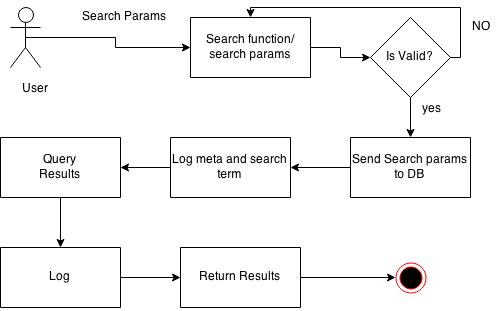 Search Params
NO
Search function/
search params
Is Valid?
User
yes
Query
Results
Log meta and search
term
Send Search params
to DB
Log
Return Results